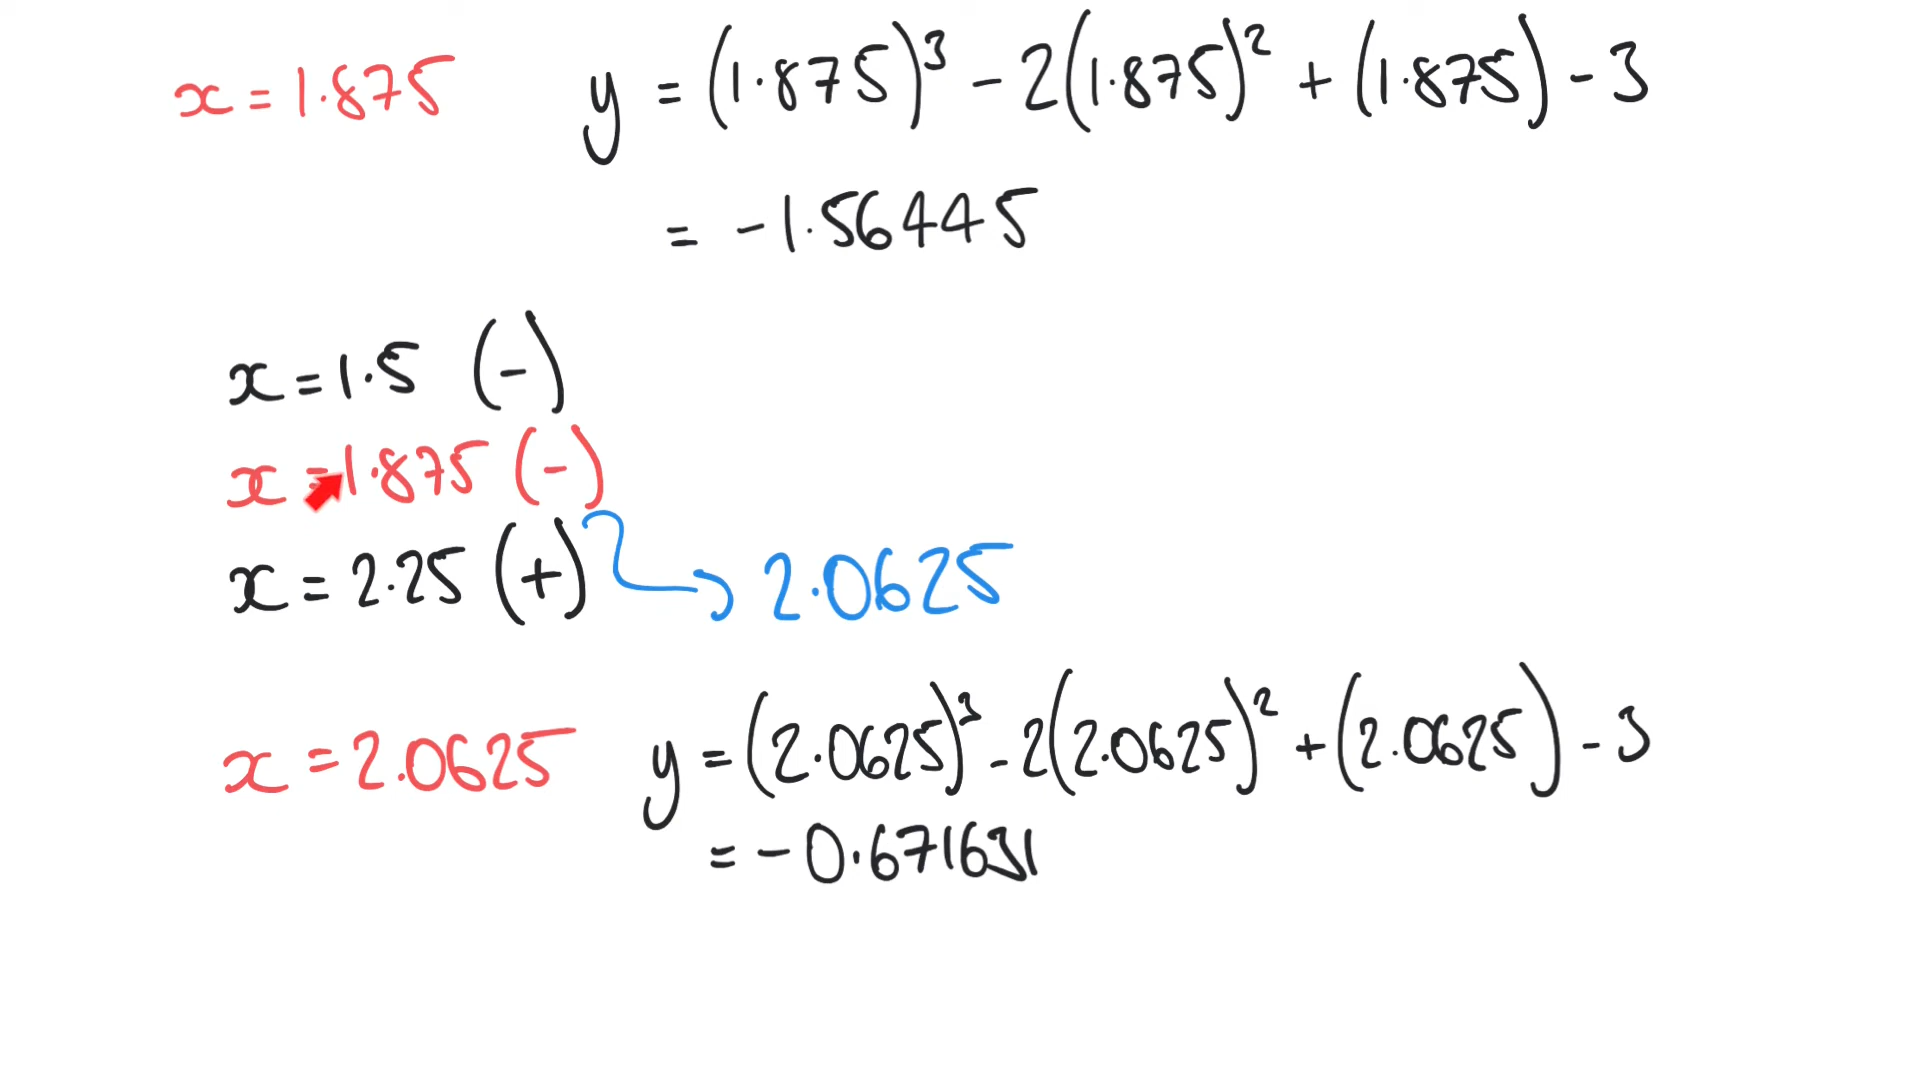 x = 1.875 y = (1.875)³ - 2(1.875)² + (1.875) - 3
= -1.56445
x = 1.5 (-)
x = 1.875 (-)
x = 2.25 (+) 2.0625
x = 2.0625 y = (2.0625)³ - 2(2.0625)² + (2.0625) - 3
= -0.671631